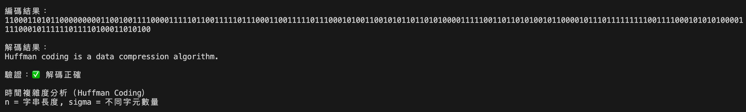 編碼結果：
1100011010110000000001100100111100001111101100111110111000110011111011100010100110010101101101010000111110011011010100101100001011101111111110011110001010101000011110001011111101111010001101​0100
解碼結果：
Huffman coding is a data compression algorithm.
驗證：✅ 解碼正確
時間複雜度分析 (Huffman Coding)
n = 字串長度, sigma = 不同字元數量